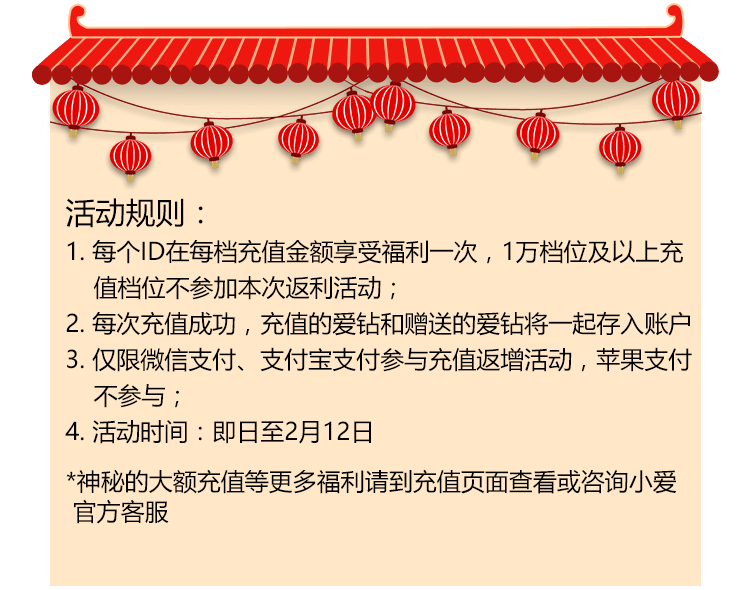 活动规则：
1. 每个ID在每档充值金额享受福利一次，1万档位及以上充
值档位不参加本次返利活动；
2. 每次充值成功，充值的爱钻和赠送的爱钻将一起存入账户
3. 仅限微信支付、支付宝支付参与充值返增活动，苹果支付
不参与；
4. 活动时间：即日至2月12日
*神秘的大额充值等更多福利请到充值页面查看或咨询小爱
官方客服